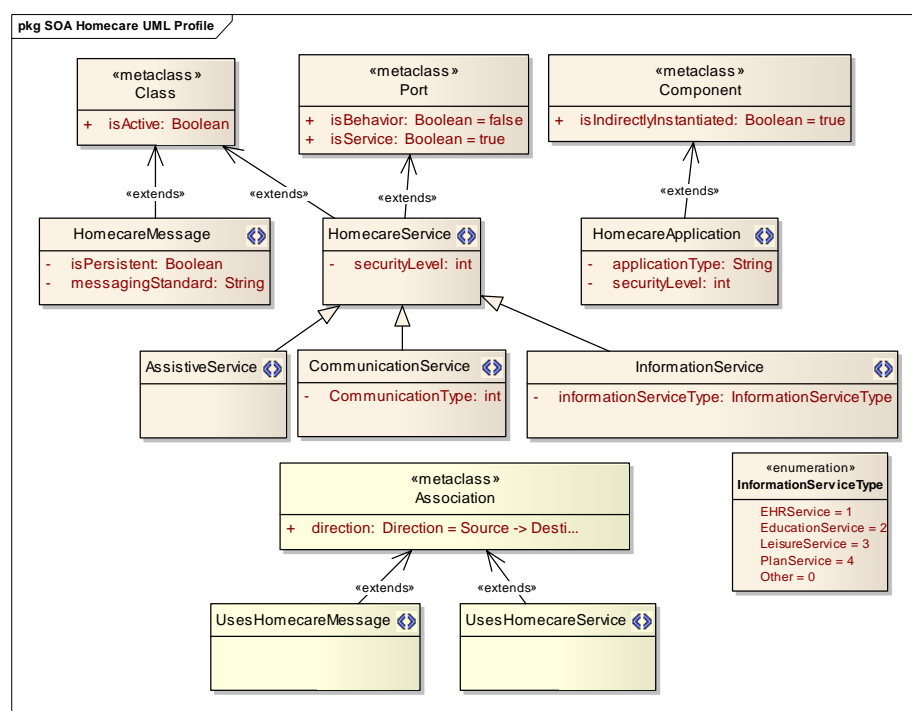 pkg SOA Homecare UML Profile
«metaclass»
Class
+ isActive: Boolean
«metaclass»
Port
+ isBehavior: Boolean = false
+ isService: Boolean = true
«metaclass»
Component
+ isIndirectlyInstantiated: Boolean = true
«extends»
«extends»
«extends»
«extends»
HomecareMessage
- isPersistent: Boolean
- messagingStandard: String
HomecareService
- securityLevel: int
HomecareApplication
- applicationType: String
- securityLevel: int
AssistiveService
CommunicationService
- CommunicationType: int
InformationService
- informationServiceType: InformationServiceType
«metaclass»
Association
+ direction: Direction = Source -> Desti...
«enumeration»
InformationServiceType
EHRService = 1
EducationService = 2
LeisureService = 3
PlanService = 4
Other = 0
«extends»
«extends»
UsesHomecareMessage
UsesHomecareService